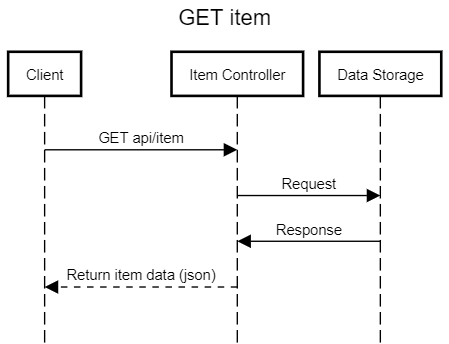 GET item
Client
Item Controller
Data Storage
GET api/item
Request
Response
Return item data (json)